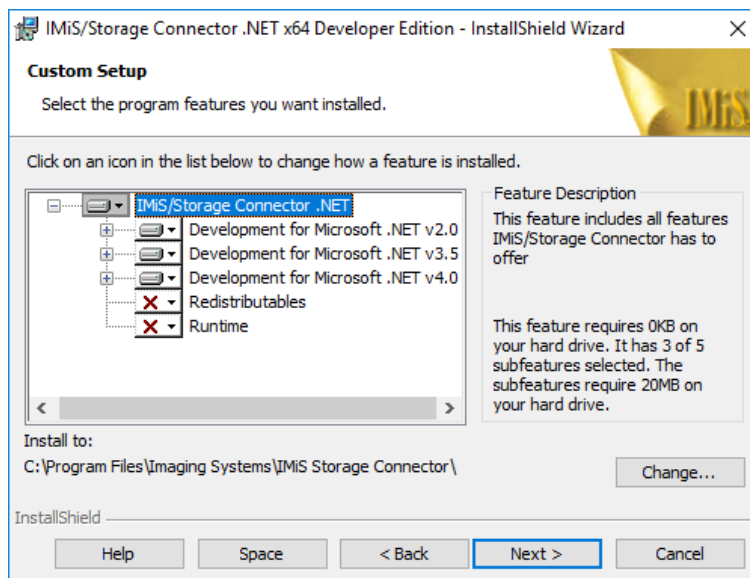 IMiS/Storage Connector .NET x64 Developer Edition - InstallShield Wizard
Custom Setup
Select the program features you want installed.
IMiS
Click on an icon in the list below to change how a feature is installed.
IMiS/Storage Connector .NET
Development for Microsoft .NET v2.0
Development for Microsoft .NET v3.5
Development for Microsoft .NET v4.0
Redistributables
Runtime
Feature Description
This feature includes all features
IMiS/Storage Connector has to
offer
This feature requires 0KB on
your hard drive. It has 3 of 5
subfeatures selected. The
subfeatures require 20MB on
your hard drive.
Install to:
C:\Program Files\Imaging Systems\IMiS Storage Connector\
Change...
InstallShield
Help
Space
< Back
Next >
Cancel